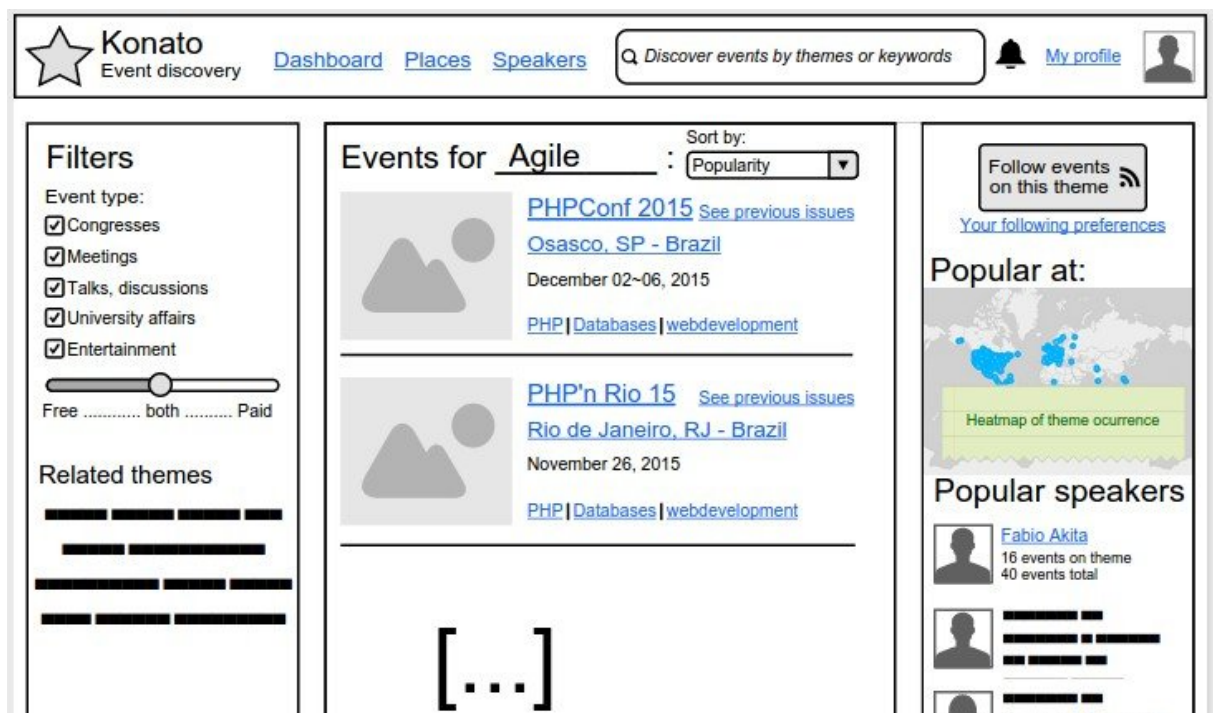 Konato
Event discovery
Dashboard Places Speakers
Discover events by themes or keywords
My profile
Filters
Event type:
Congresses
Meetings
Talks, discussions
University affairs
Entertainment
Free ............ both .......... Paid
Related themes
Events for _Agile_______ :
Sort by:
Popularity
PHPConf 2015 See previous issues
Osasco, SP - Brazil
December 02~06, 2015
PHP|Databases|webdevelopment
PHP'n Rio 15 See previous issues
Rio de Janeiro, RJ - Brazil
November 26, 2015
PHP|Databases|webdevelopment
[...]
Follow events
on this theme
Your following preferences
Popular at:
Heatmap of theme ocurrence
Popular speakers
Fabio Akita
16 events on theme
40 events total